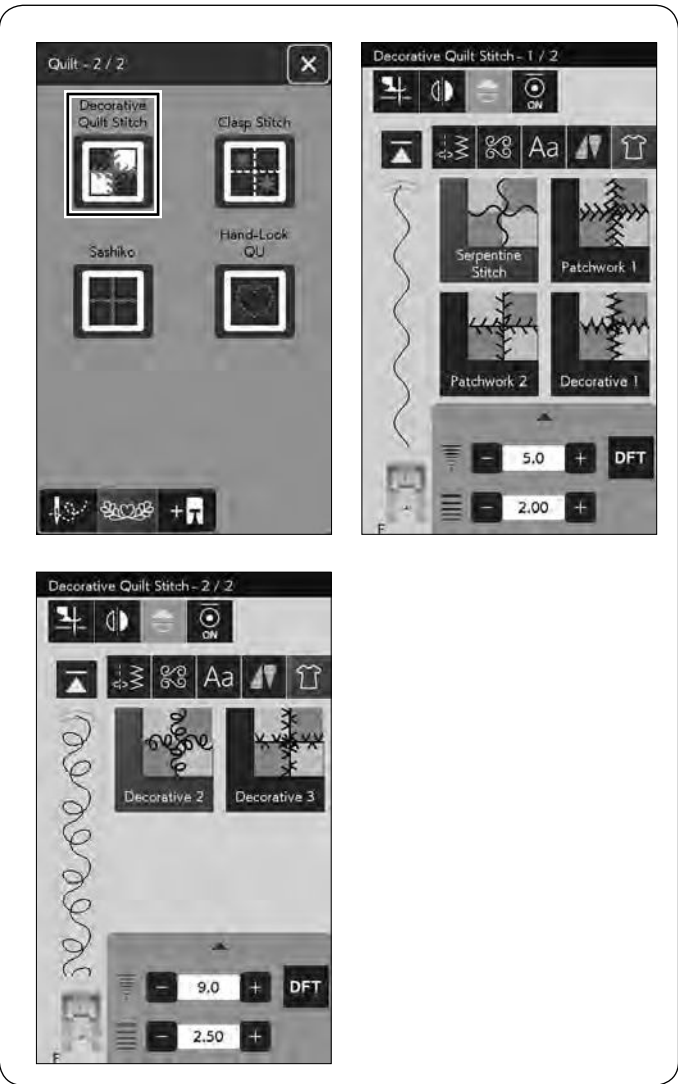 Quilt - 2 / 2
Decorative
Quilt Stitch
Clasp Stitch
Sashiko
Hand-Look
QU
Decorative Quilt Stitch - 1 / 2
ON
Aa
Serpentine
Stitch
Patchwork 1
Patchwork 2
Decorative 1
5.0
DFT
2.00
F
Decorative Quilt Stitch - 2 / 2
ON
Aa
Decorative 2
Decorative 3
9.0
DFT
2.50
F